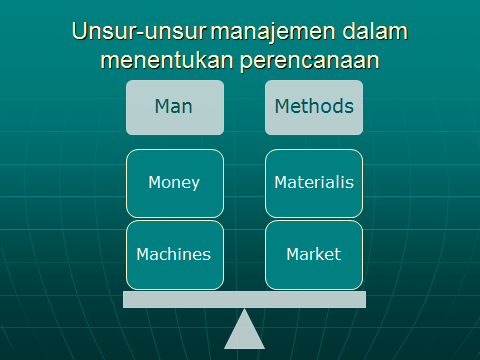 Unsur-unsur manajemen dalam
menentukan perencanaan
Man
Methods
Money
Materialis
Machines
Market